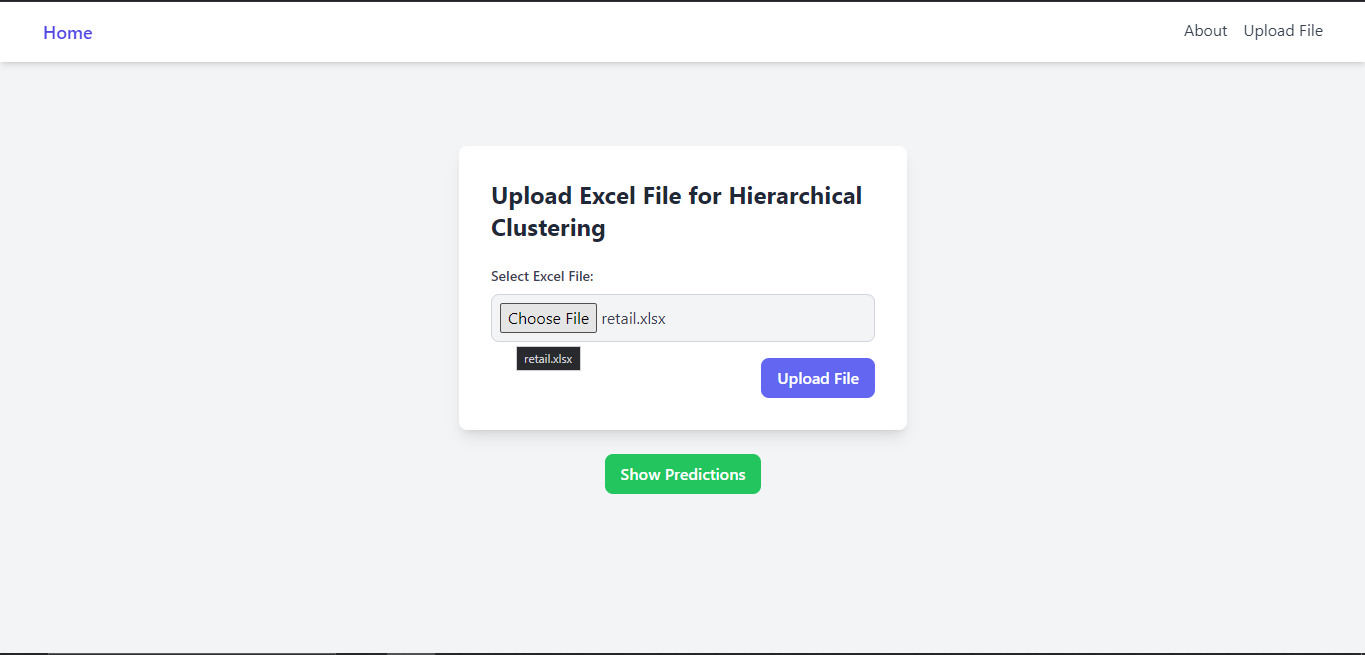 Home
About Upload File
Upload Excel File for Hierarchical
Clustering
Select Excel File:
Choose File retail.xlsx
retail.xlsx
Upload File
Show Predictions